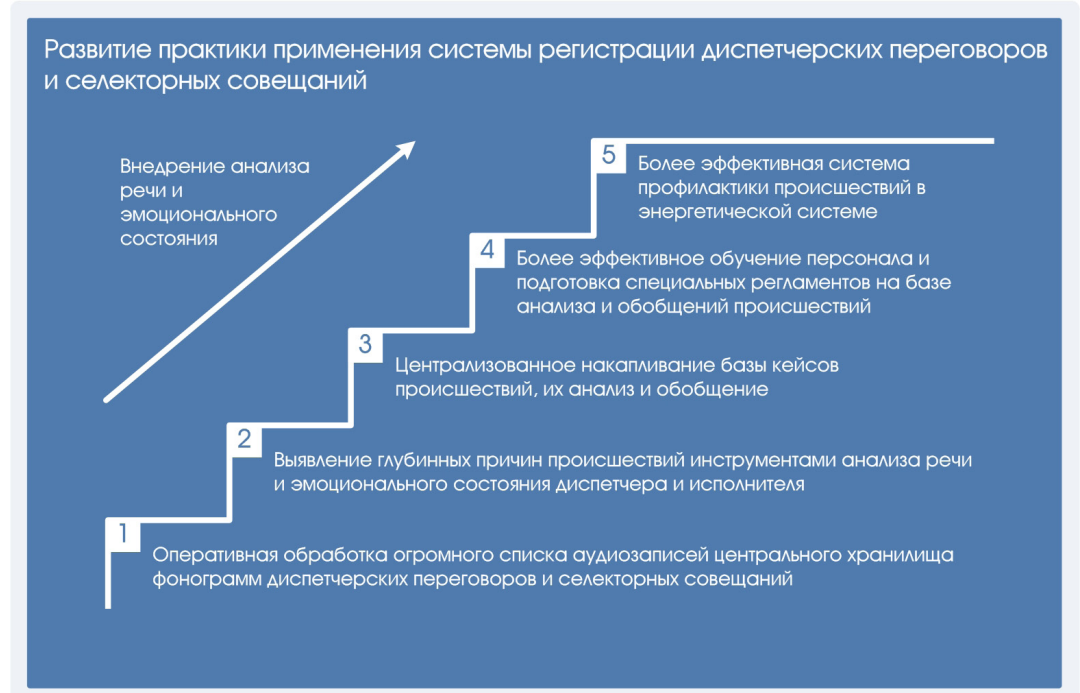 Развитие практики применения системы регистрации диспетчерских переговоров
и селекторных совещаний
Внедрение анализа
речи и
эмоционального
состояния
5
Более эффективная система
профилактики происшествий в
энергетической системе
4
Более эффективное обучение персонала и
подготовка специальных регламентов на базе
анализа и обобщений происшествий
3
Централизованное накапливание базы кейсов
происшествий, их анализ и обобщение
2
Выявление глубинных причин происшествий инструментами анализа речи
и эмоционального состояния диспетчера и исполнителя
1
Оперативная обработка огромного списка аудиозаписей центрального хранилища
фонограмм диспетчерских переговоров и селекторных совещаний